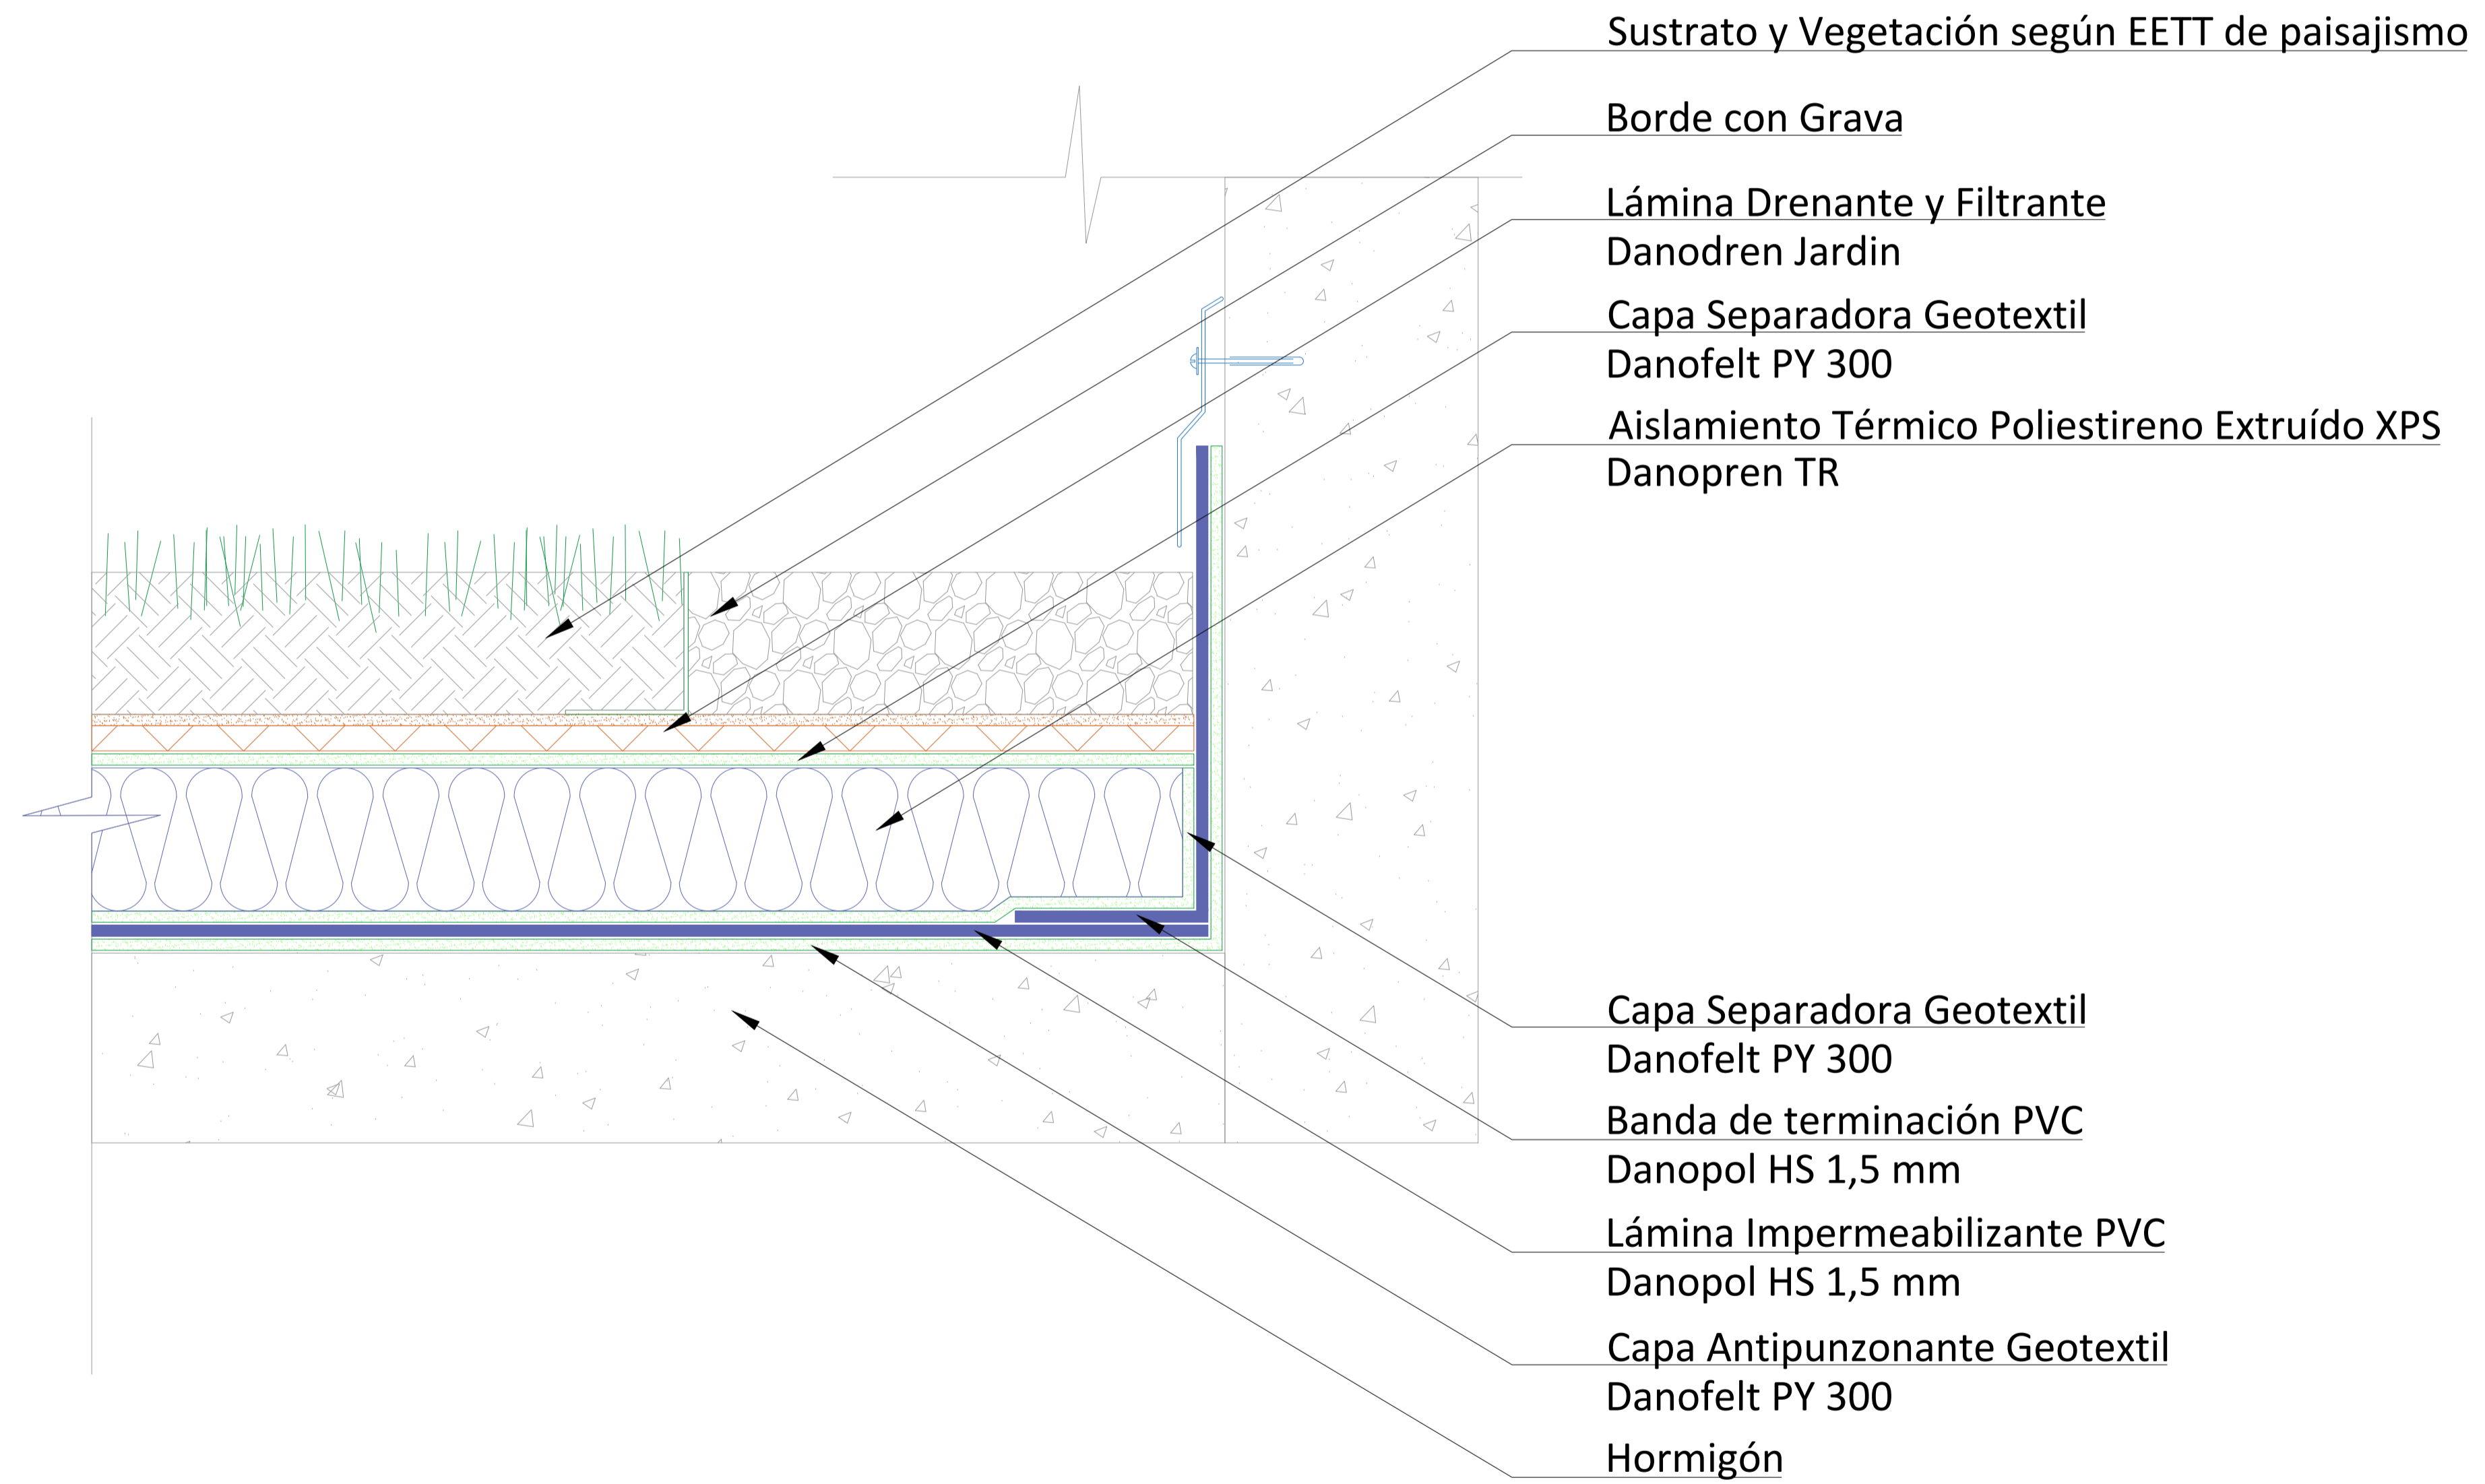 Sustrato y Vegetación según EETT de paisajismo
Borde con Grava
Lámina Drenante y Filtrante
Danodren Jardin
Capa Separadora Geotextil
Danofelt PY 300
Aislamiento Térmico Poliestireno Extruído XPS
Danopren TR
Capa Separadora Geotextil
Danofelt PY 300
Banda de terminación PVC
Danopol HS 1,5 mm
Lámina Impermeabilizante PVC
Danopol HS 1,5 mm
Capa Antipunzonante Geotextil
Danofelt PY 300
Hormigón